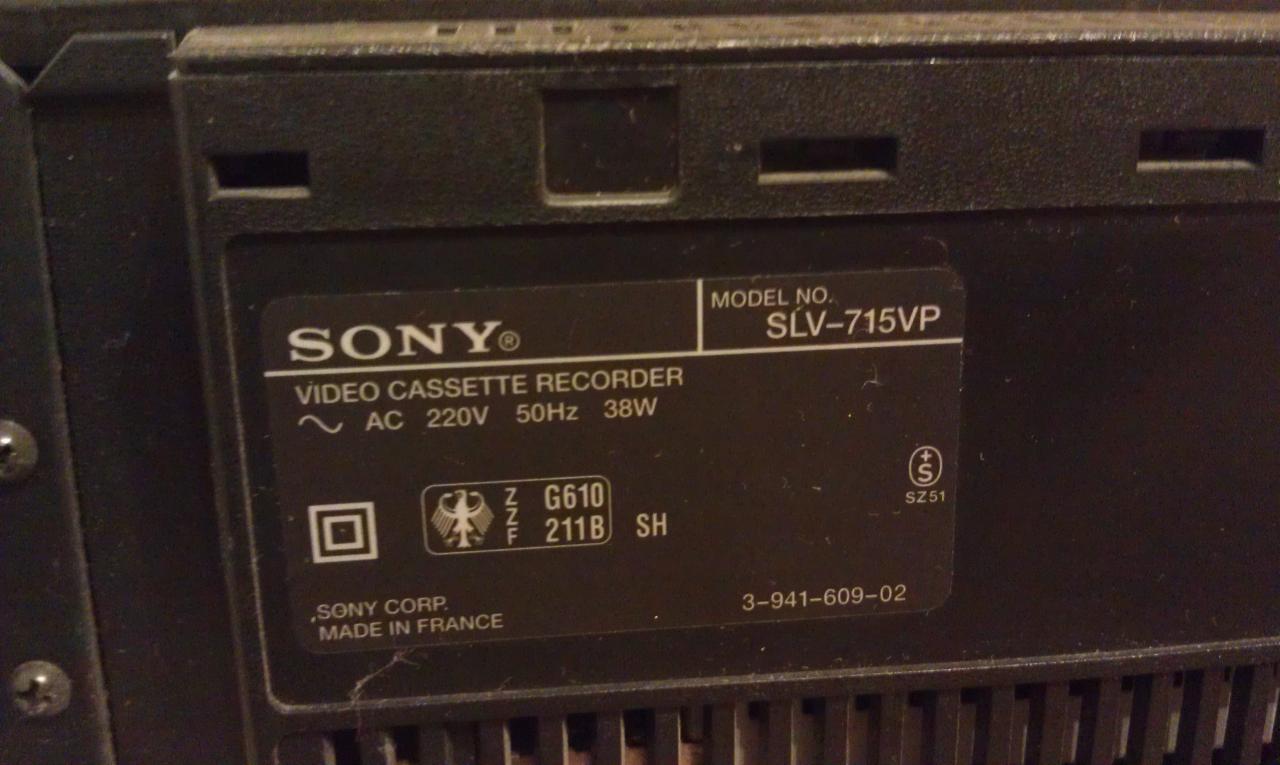 SONY®
MODEL NO.
SLV-715VP
VIDEO CASSETTE RECORDER
~ AC 220V 50Hz 38W
+
S
SZ51
ZZF
G610
211B
SH
SONY CORP.
MADE IN FRANCE
3-941-609-02